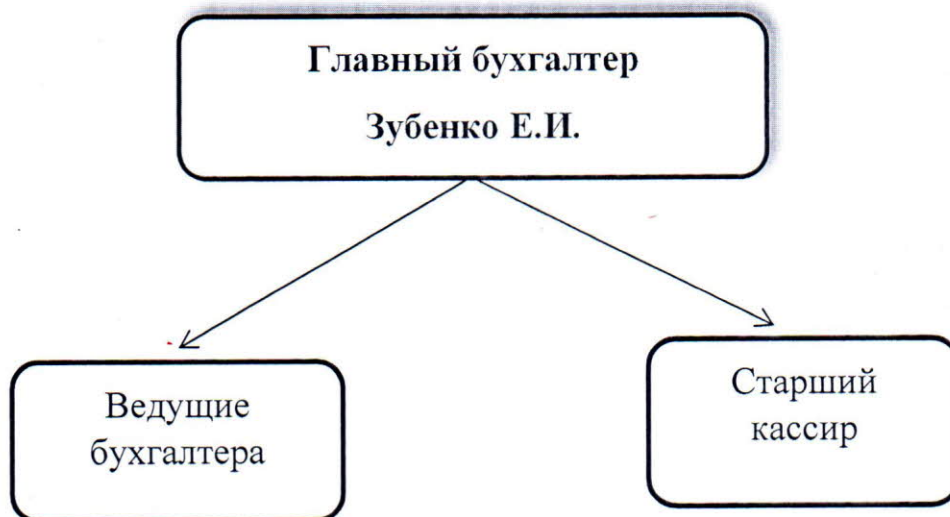 Главный бухгалтер
Зубенко Е.И.
Ведущие
бухгалтера
Старший
кассир